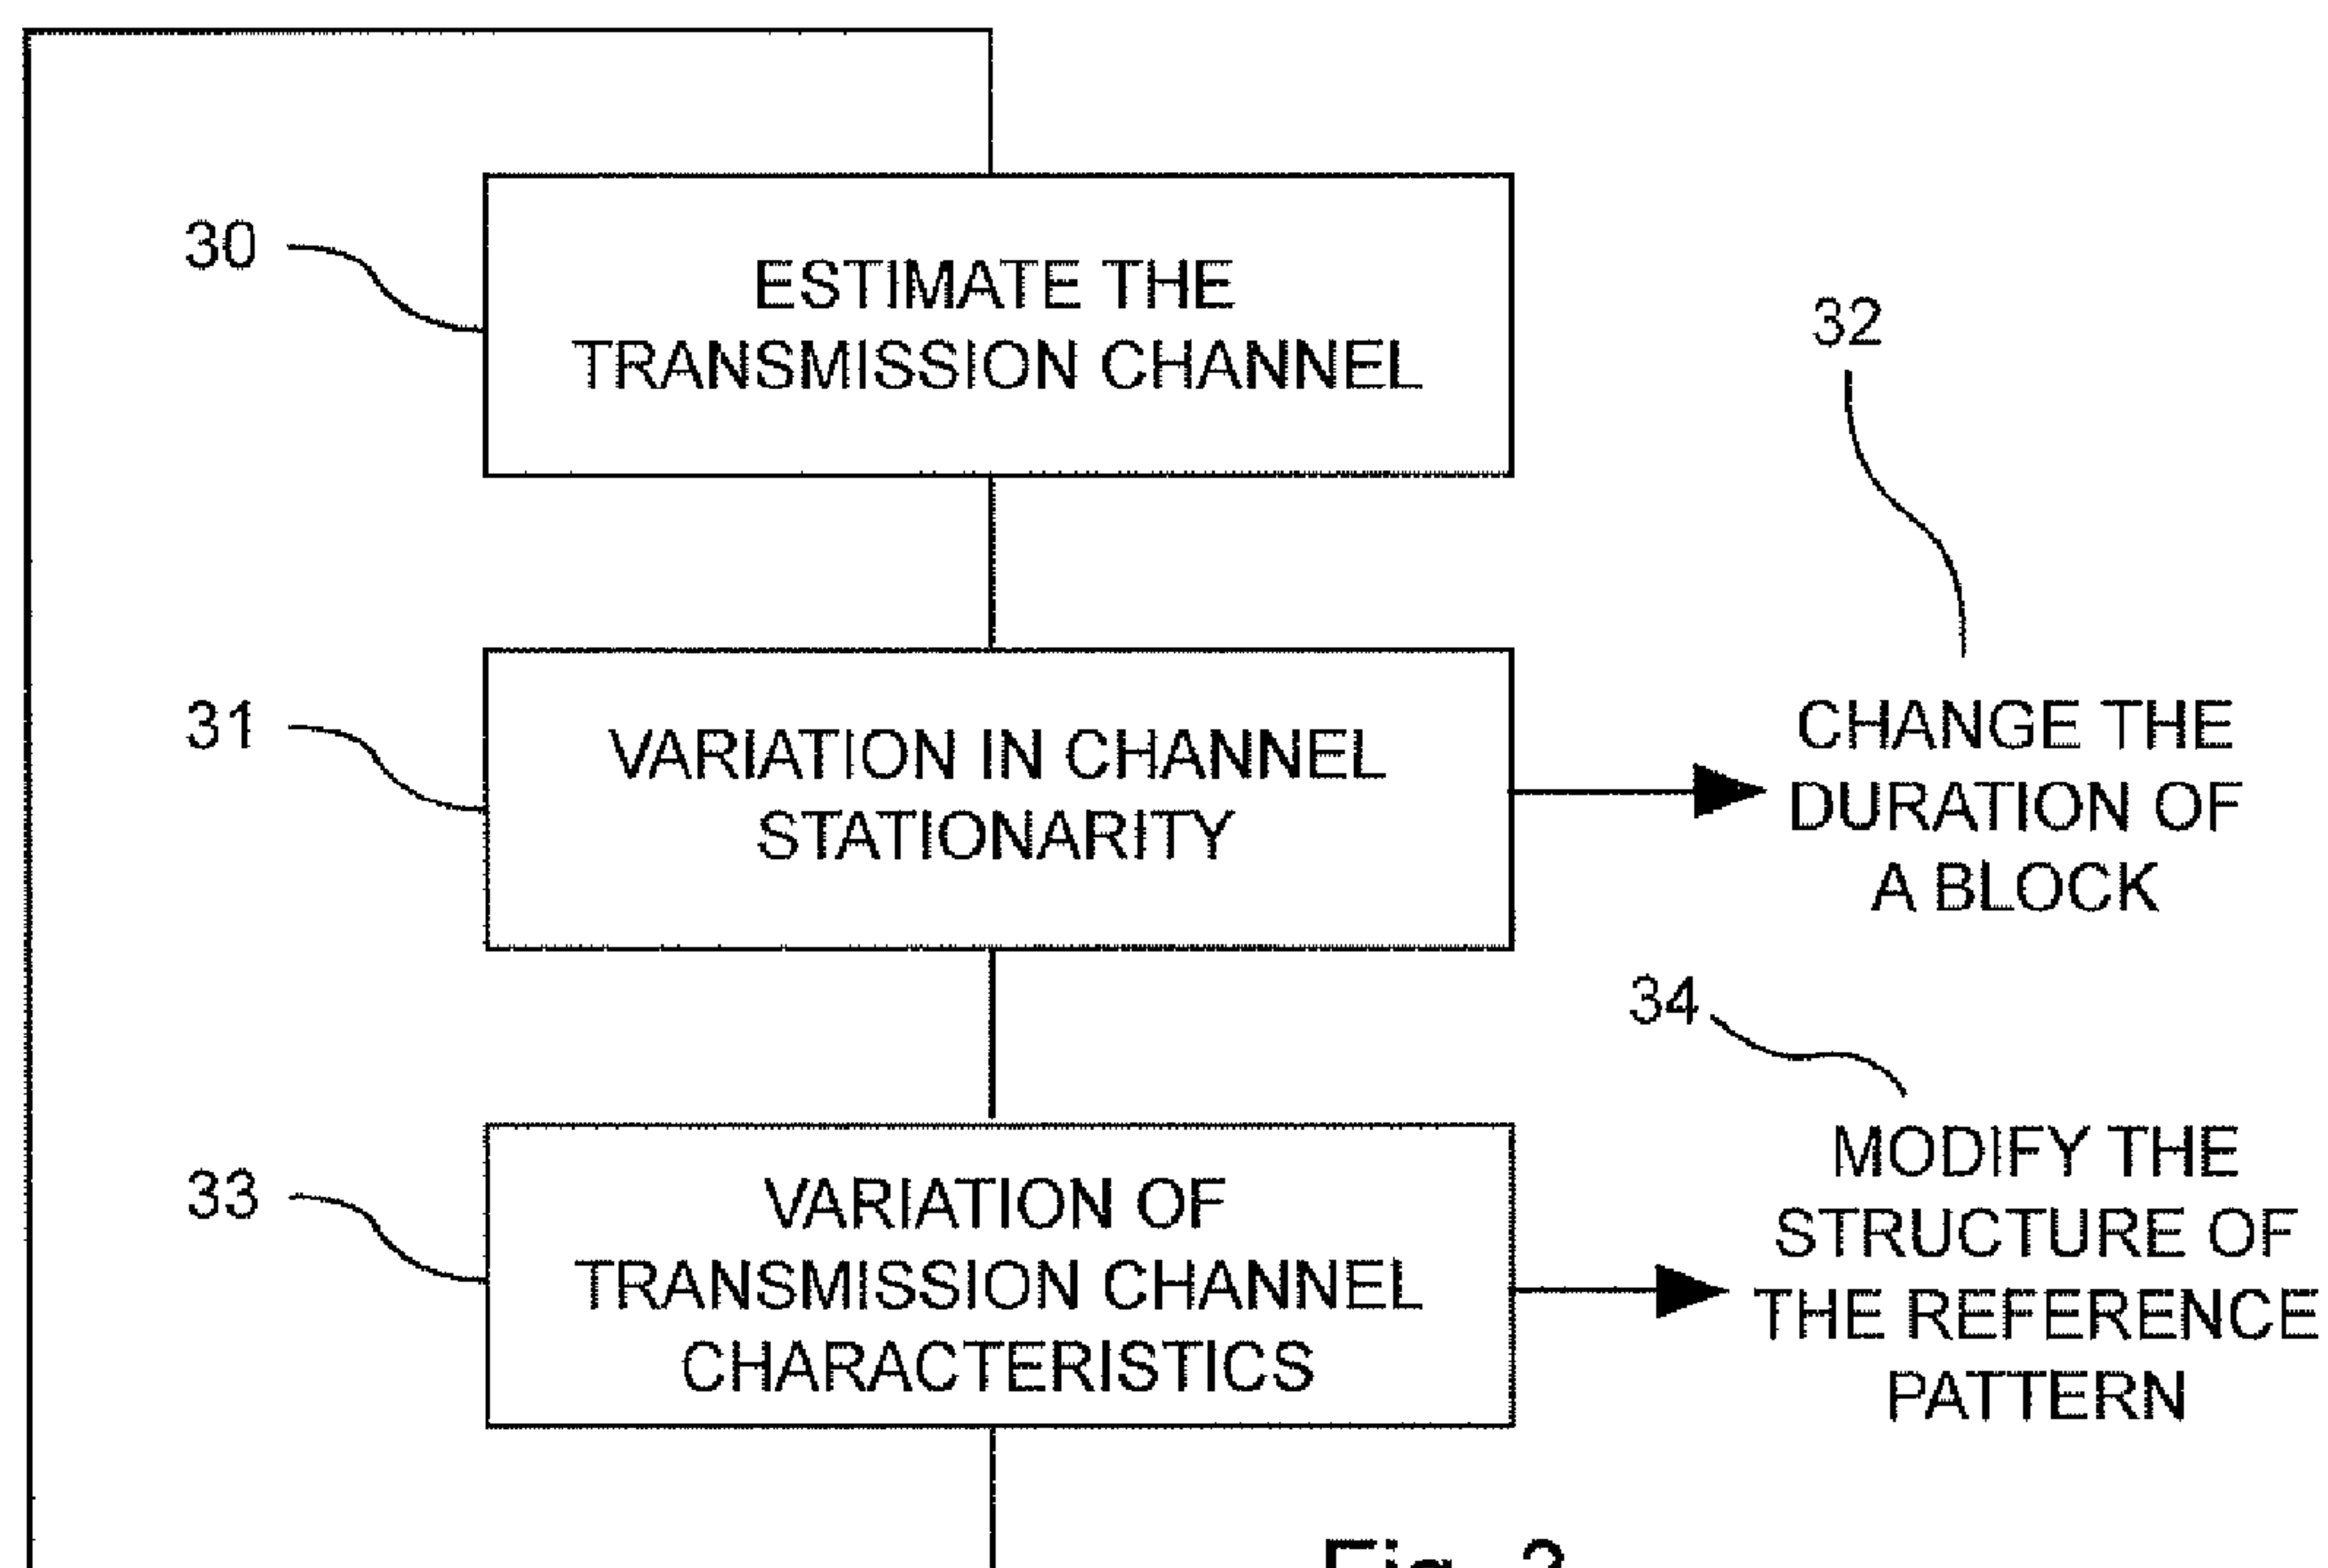 30
ESTIMATE THE
TRANSMISSION CHANNEL
32
31
VARIATION IN CHANNEL
STATIONARITY
CHANGE THE
DURATION OF
A BLOCK
34
33
VARIATION OF
TRANSMISSION CHANNEL
CHARACTERISTICS
MODIFY THE
STRUCTURE OF
THE REFERENCE
PATTERN